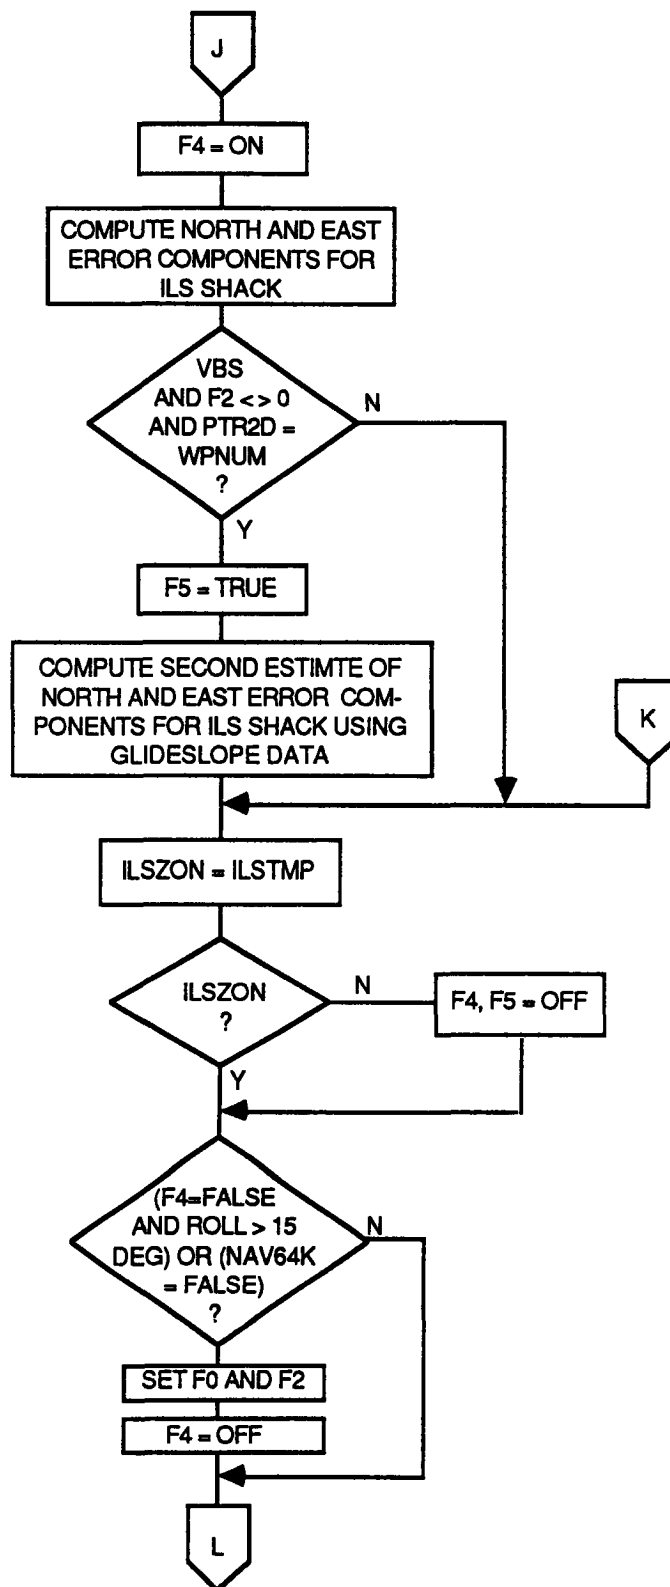 J
F4 = ON
COMPUTE NORTH AND EAST
ERROR COMPONENTS FOR
ILS SHACK
VBS
AND F2 < > 0
AND PTR2D =
WPNUM
?
N
Y
F5 = TRUE
COMPUTE SECOND ESTIMTE OF
NORTH AND EAST ERROR COM-
PONENTS FOR ILS SHACK USING
GLIDESLOPE DATA
K
ILSZON = ILSTMP
ILSZON
?
N
F4, F5 = OFF
Y
(F4=FALSE
AND ROLL > 15
DEG) OR (NAV64K
= FALSE)
?
N
SET F0 AND F2
F4 = OFF
L